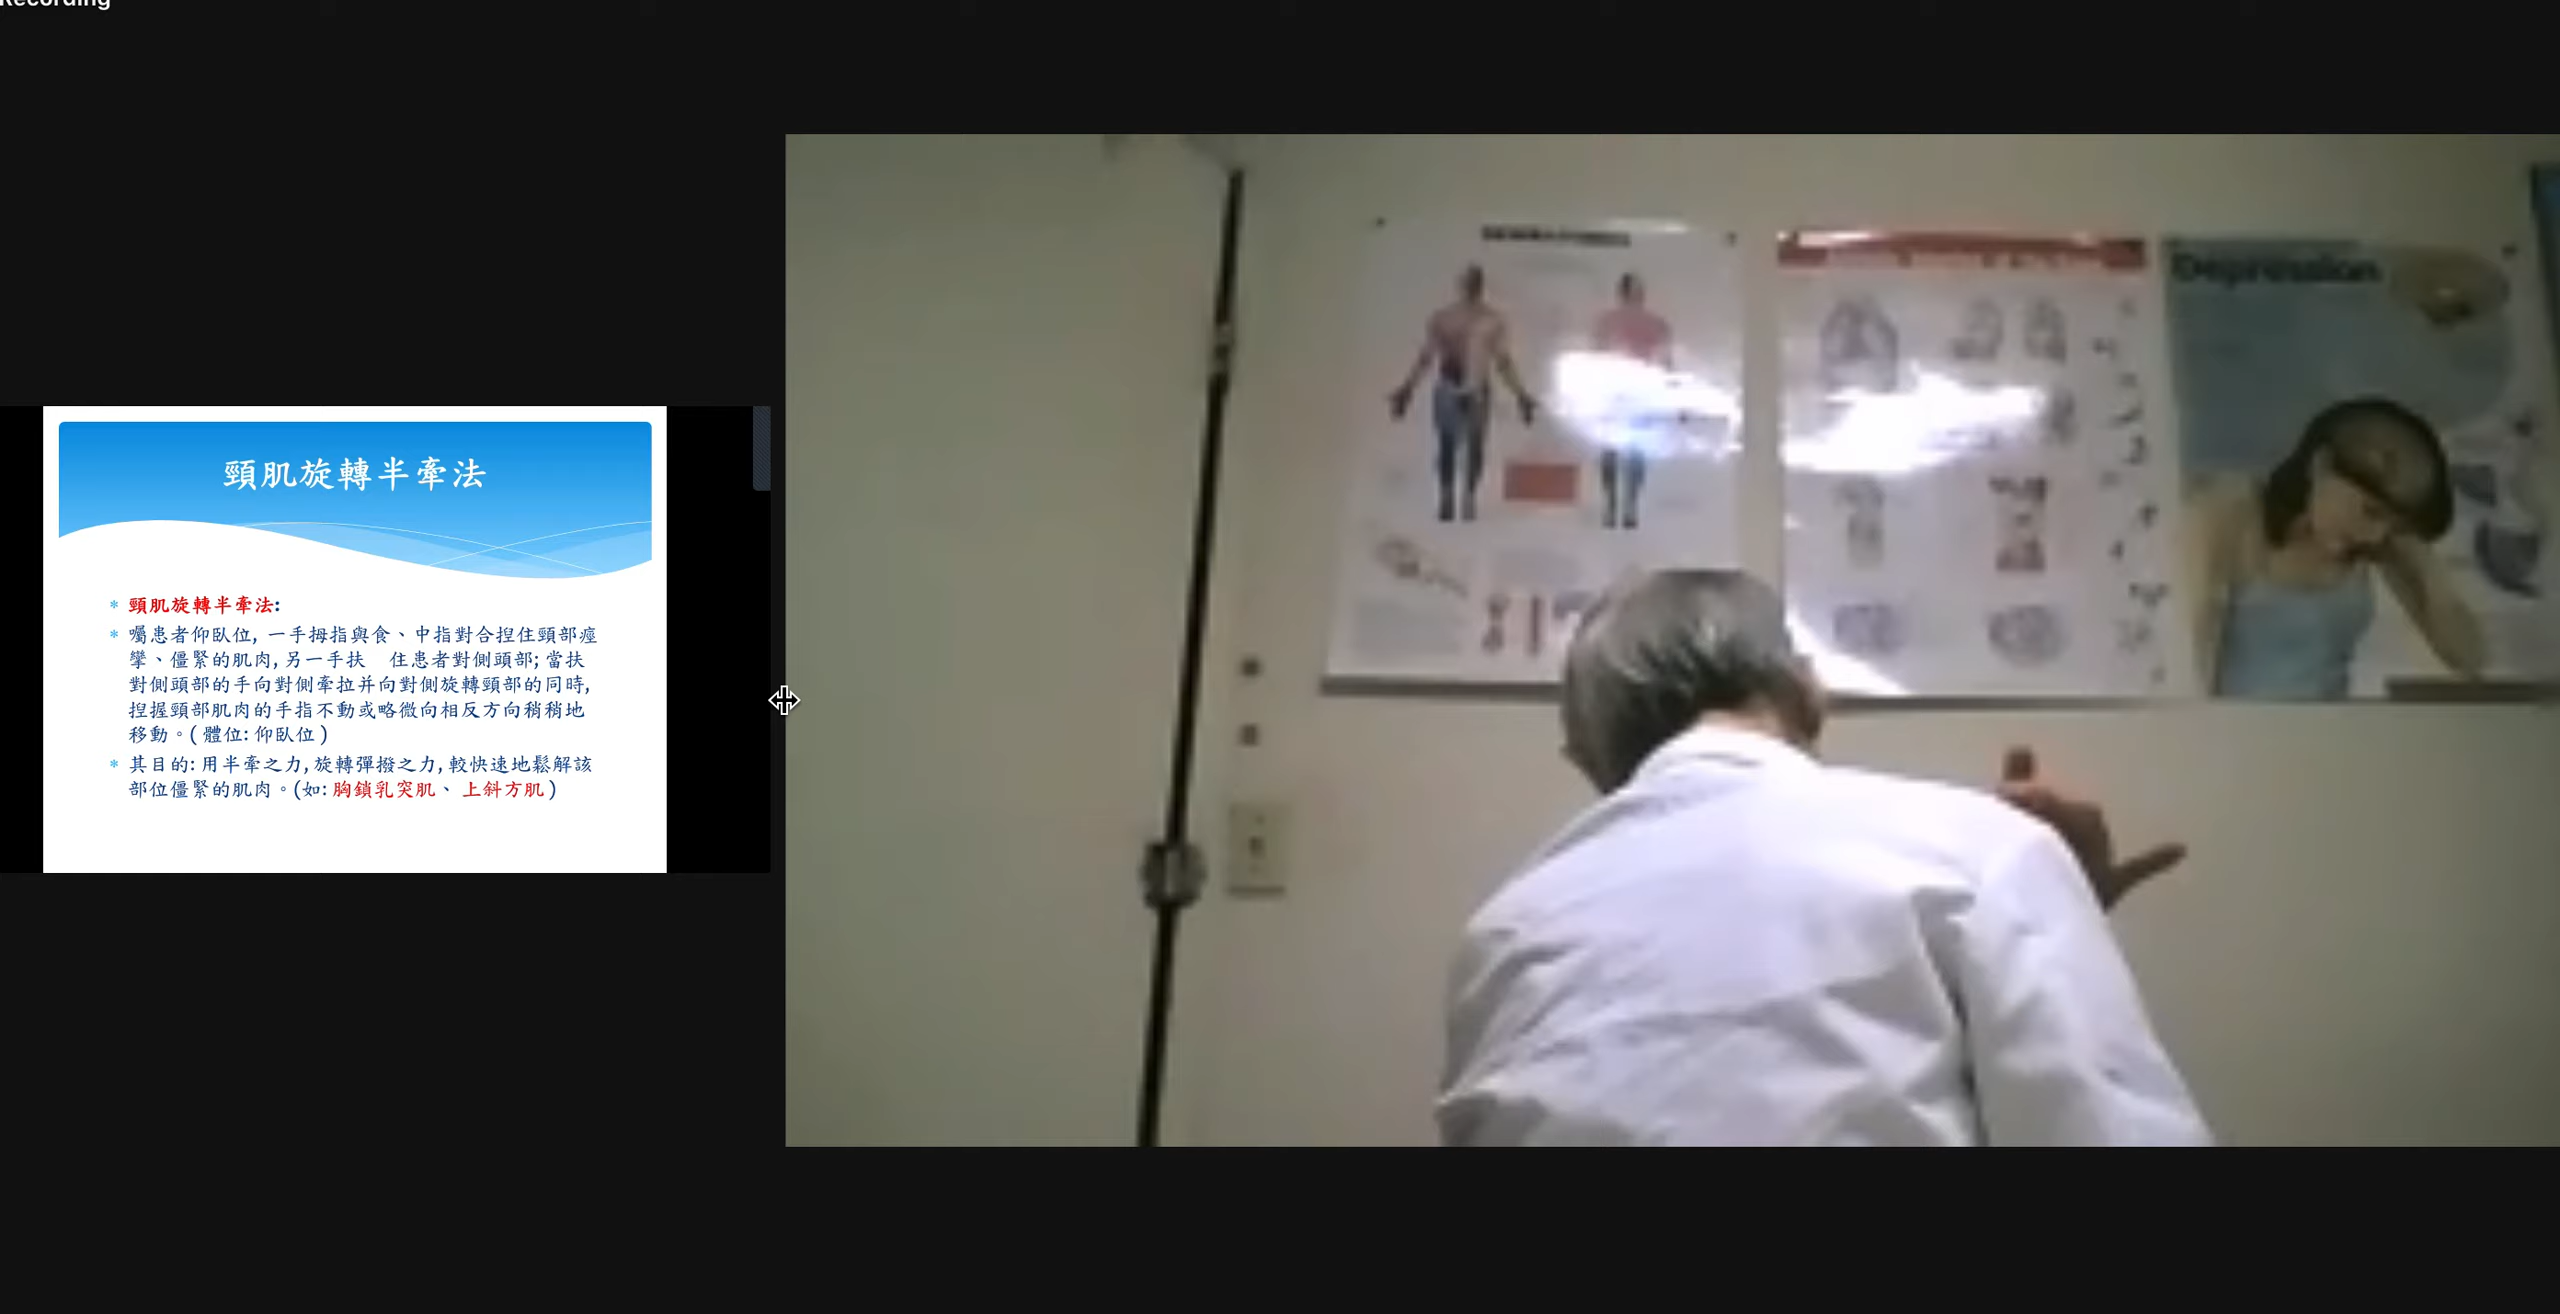 Recording
頸肌旋轉半牽法
* 頸肌旋轉半牽法:
* 囑患者仰臥位, 一手拇指與食、中指對合捏住頸部痙
攣、僵緊的肌肉, 另一手扶 住患者對側頭部; 當扶
對側頭部的手向對側牽拉并向對側旋轉頸部的同時,
捏握頸部肌肉的手指不動或略微向相反方向稍稍地
移動。( 體位: 仰臥位 )
* 其目的: 用半牽之力, 旋轉彈撥之力, 較快速地鬆解該
部位僵緊的肌肉。(如: 胸鎖乳突肌、 上斜方肌 )
Depression